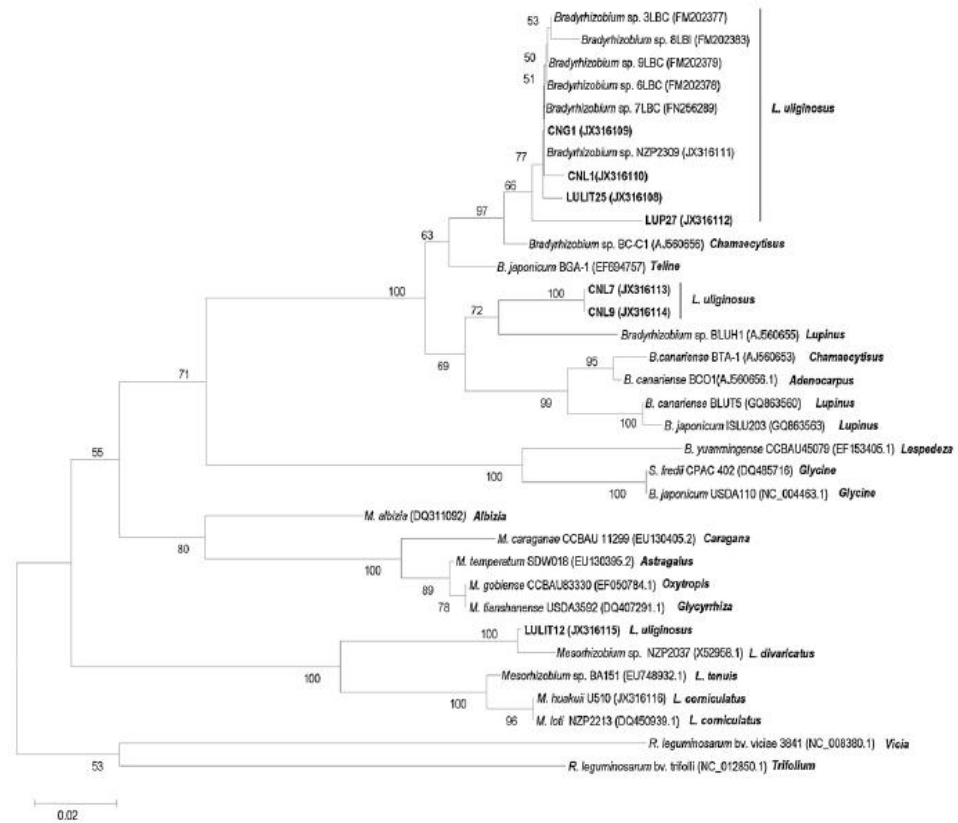 53
Bradyrhizobium sp. 3LBC (FM202377)
Bradyrhizobium sp. 8LBI (FM202383)
50
Bradyrhizobium sp. 9LBC (FM202379)
51
Bradyrhizobium sp. 6LBC (FM202378)
Bradyrhizobium sp. 7LBC (FN256289)
L. uliginosus
CNG1 (JX316109)
77
Bradyrhizobium sp. NZP2309 (JX316111)
CNL1(JX316110)
66
LULIT25 (JX316108)
97
LUP27 (JX316112)
63
Bradyrhizobium sp. BC-C1 (AJ560656) Chamaecytisus
B. japonicum BGA-1 (EF694757) Teline
100
100
CNL7 (JX316113)
L. uliginosus
CNL9 (JX316114)
72
Bradyrhizobium sp. BLUH1 (AJ560655) Lupinus
69
95
B.canariense BTA-1 (AJ560653) Chamaecytisus
71
B. canariense BCO1(AJ560656.1) Adenocarpus
99
B. canariense BLUT5 (GQ863560) Lupinus
100
B. japonicum ISLU203 (GQ863563) Lupinus
55
B. yuanmingense CCBAU45079 (EF153405.1) Lespedeza
100
S. fredii CPAC 402 (DQ485716) Glycine
100
B. japonicum USDA110 (NC_004463.1) Glycine
M. albizia (DQ311092) Albizia
80
M. caraganae CCBAU 11299 (EU130405.2) Caragana
100
M. temperatum SDW018 (EU130395.2) Astragalus
89
M. gobiense CCBAU83330 (EF050784.1) Oxytropis
78
M. tianshanense USDA3592 (DQ407291.1) Glycyrrhiza
100
LULIT12 (JX316115) L. uliginosus
Mesorhizobium sp. NZP2037 (X52958.1) L. divaricatus
100
Mesorhizobium sp. BA151 (EU748932.1) L. tenuis
100
M. huakuii U510 (JX316116) L. corniculatus
96
M. loti NZP2213 (DQ450939.1) L. corniculatus
R. leguminosarum bv. viciae 3841 (NC_008380.1) Vicia
53
R. leguminosarum bv. trifolii (NC_012850.1) Trifolium
0.02